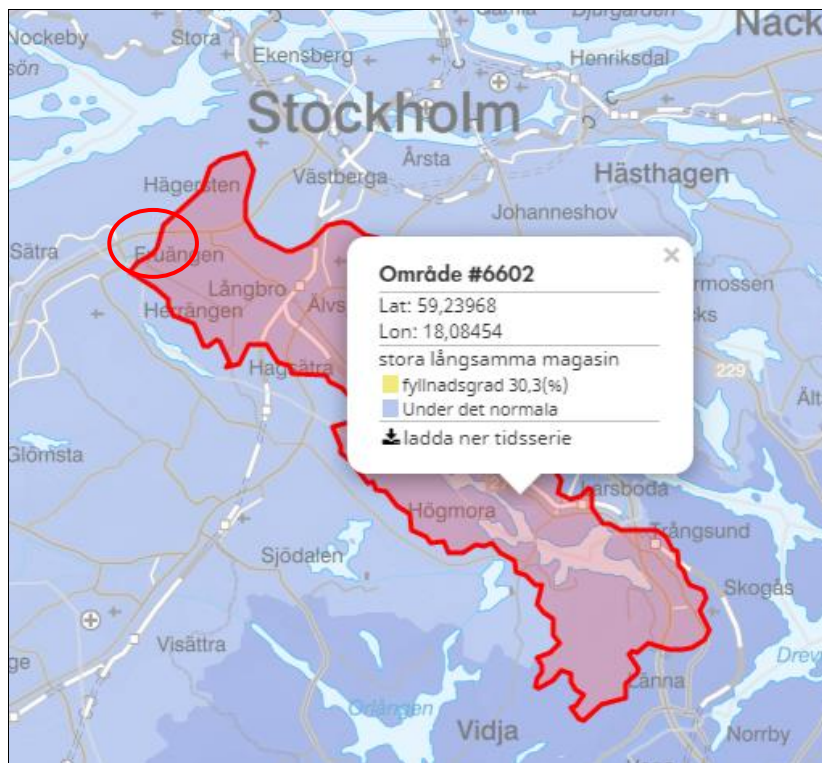 Nockeby
Stora
Ekensberg
Djurgården
Nack
sön
Henriksdal
Stockholm
Hägersten
Västberga
Årsta
Hästhagen
Johanneshov
Sätra
Fruängen
Långbro
Älvs
Herrängen
Hagsätra
Område #6602
Lat: 59,23968
Lon: 18,08454
stora långsamma magasin
fyllnadsgrad 30,3(%)
Under det normala
ladda ner tidsserie
rmossen
cks
229
Ält
Glömsta
Högmora
Larsboda
Trångsund
Sjödalen
Skogås
Visättra
ge
Drev
Länna
Orlången
Vidja
Norrby